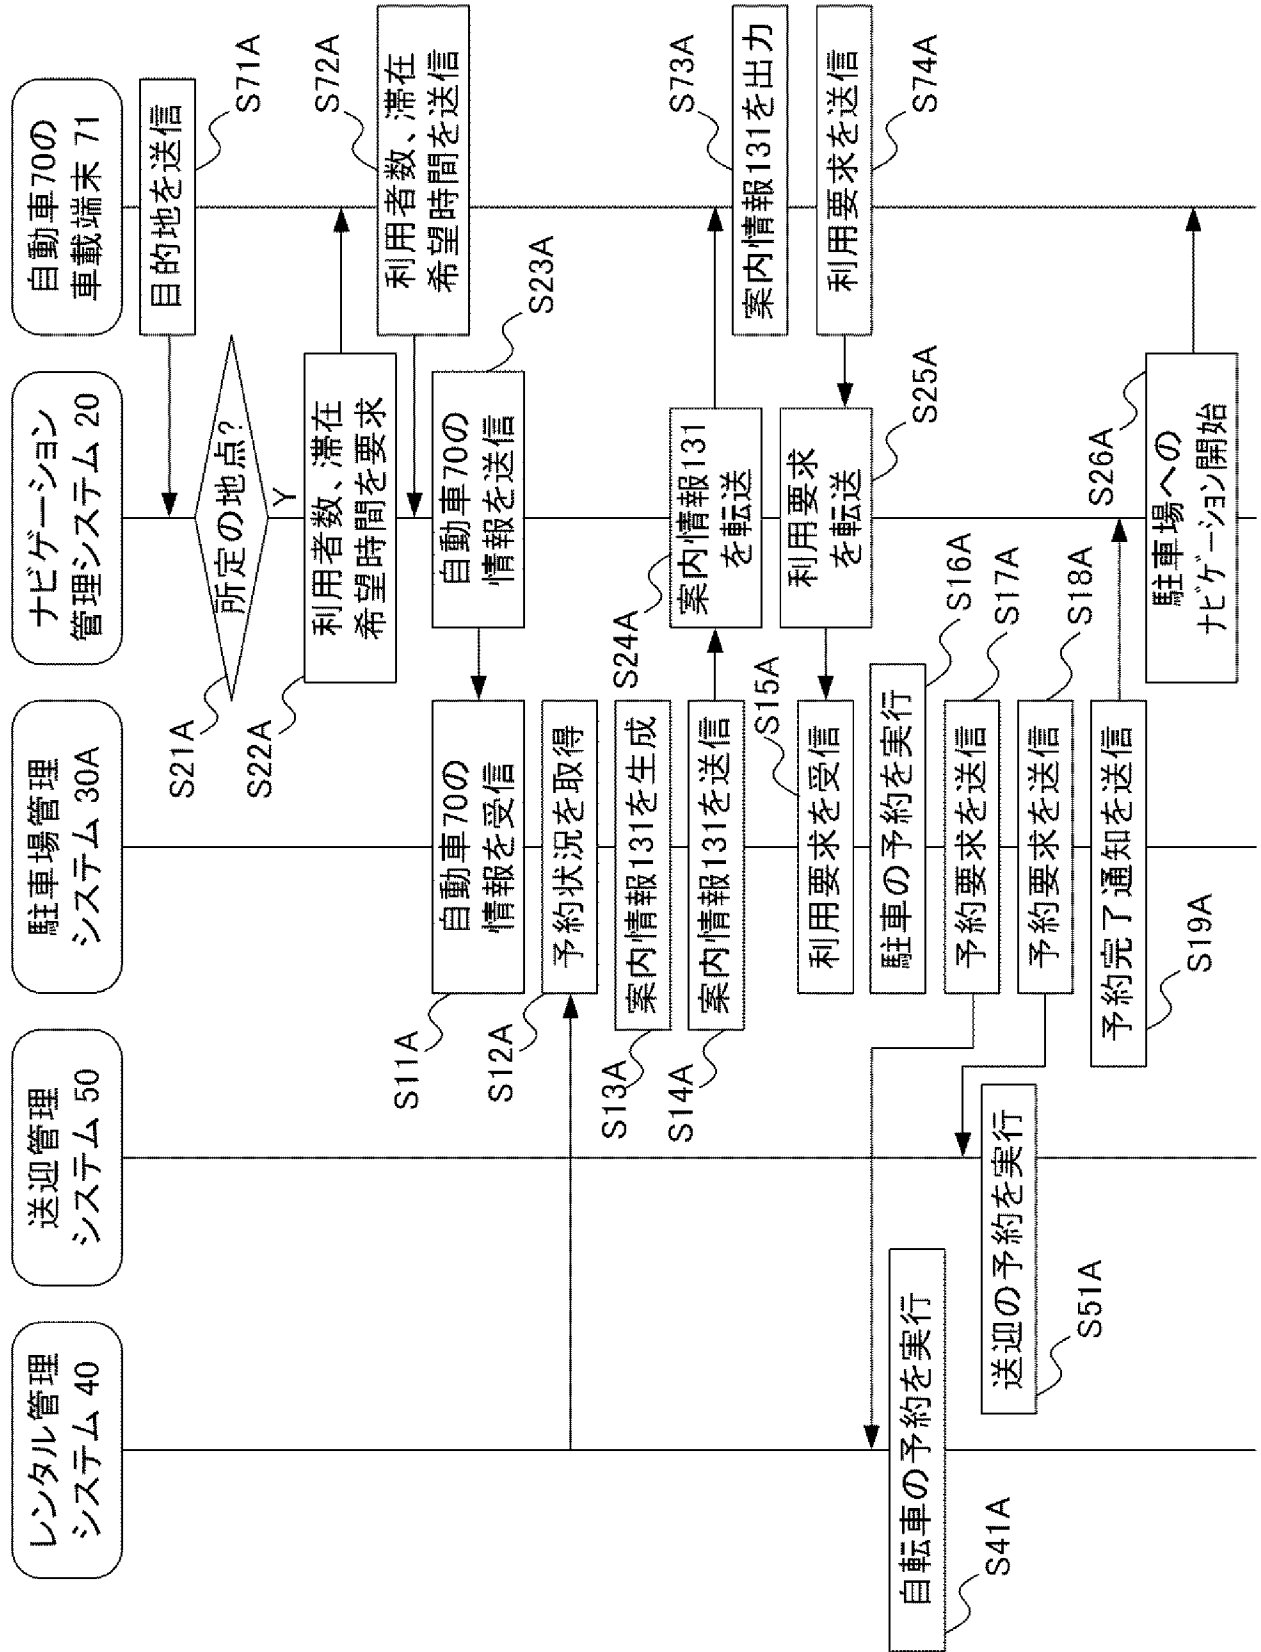 レンタル管理
システム 40
送迎管理
システム 50
駐車場管理
システム 30A
ナビゲーション
管理システム 20
自動車70の
車載端末 71
目的地を送信
S71A
所定の地点?
S21A
Y
利用者数、滞在
希望時間を要求
S22A
利用者数、滞在
希望時間を送信
S72A
自動車70の
情報を送信
S23A
自動車70の
情報を受信
S11A
予約状況を取得
S12A
案内情報131を生成
S13A
案内情報131を送信
S14A
案内情報131
を転送
S24A
案内情報131を出力
S73A
利用要求を送信
S74A
利用要求
を転送
S25A
利用要求を受信
S15A
駐車の予約を実行
S16A
予約要求を送信
S17A
自転車の予約を実行
S41A
予約要求を送信
S18A
送迎の予約を実行
S51A
予約完了通知を送信
S19A
駐車場への
ナビゲーション開始
S26A